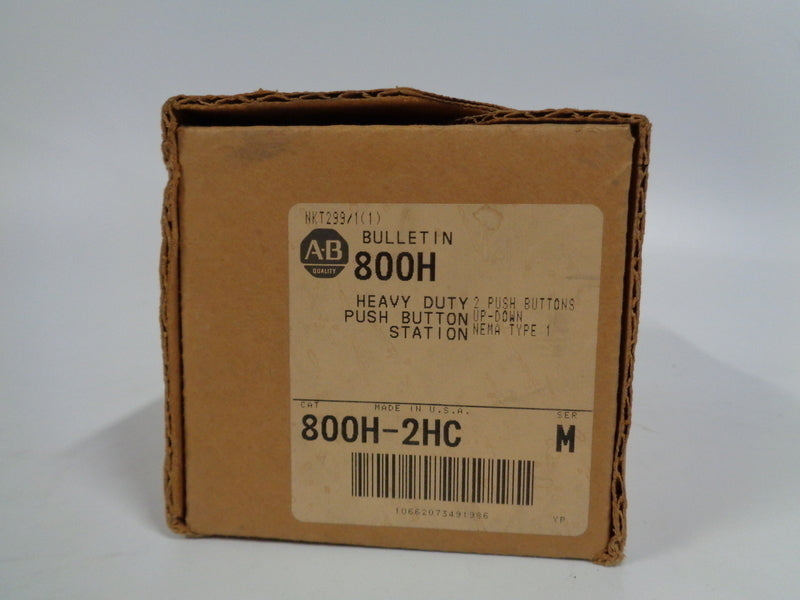 NKT299/1(1)
A·B
QUALITY
BULLETIN
800H
HEAVY DUTY 2 PUSH BUTTONS
PUSH BUTTON UP-DOWN
STATION NEMA TYPE 1
CAT MADE IN U.S.A. SER
800H-2HC M
10662073491986
YP